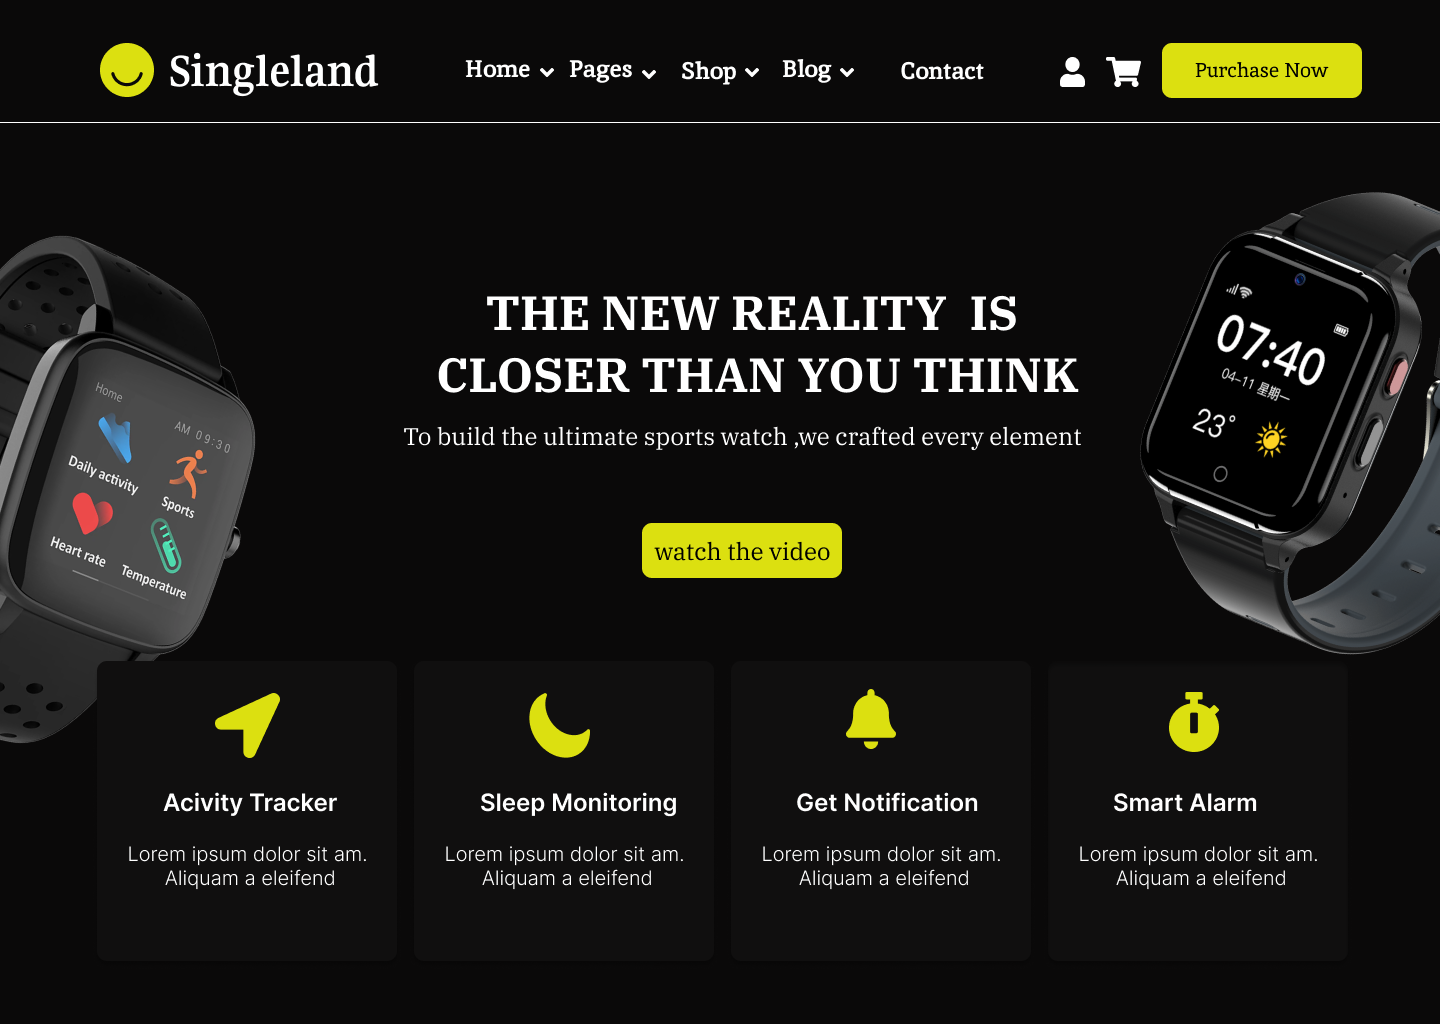 Singleland
Home
Pages
Shop
Blog
Contact
Purchase Now
THE NEW REALITY  IS
CLOSER THAN YOU THINK
To build the ultimate sports watch ,we crafted every element
watch the video
Home
AM 09:30
Daily activity
Sports
Heart rate
Temperature
07:40
04-11 星期一
23°
Acivity Tracker
Lorem ipsum dolor sit am.
Aliquam a eleifend
Sleep Monitoring
Lorem ipsum dolor sit am.
Aliquam a eleifend
Get Notification
Lorem ipsum dolor sit am.
Aliquam a eleifend
Smart Alarm
Lorem ipsum dolor sit am.
Aliquam a eleifend